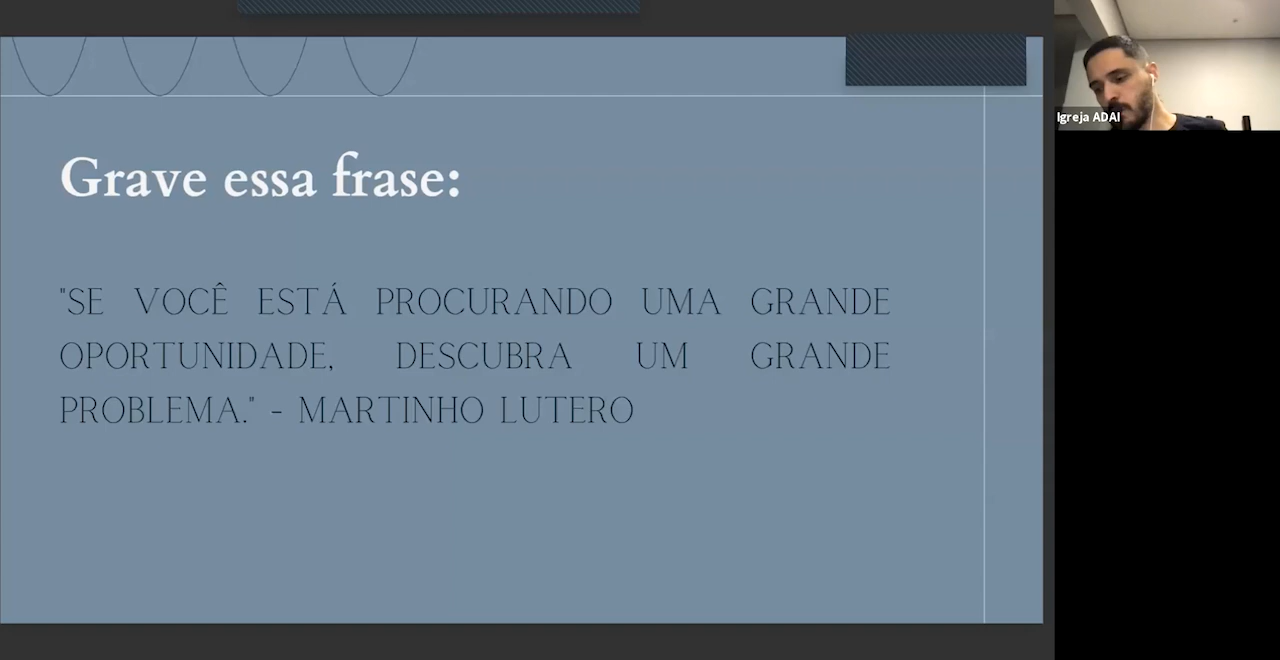 Grave essa frase:
"SE VOCÊ ESTÁ PROCURANDO UMA GRANDE
OPORTUNIDADE, DESCUBRA UM GRANDE
PROBLEMA." - MARTINHO LUTERO
Igreja ADAI